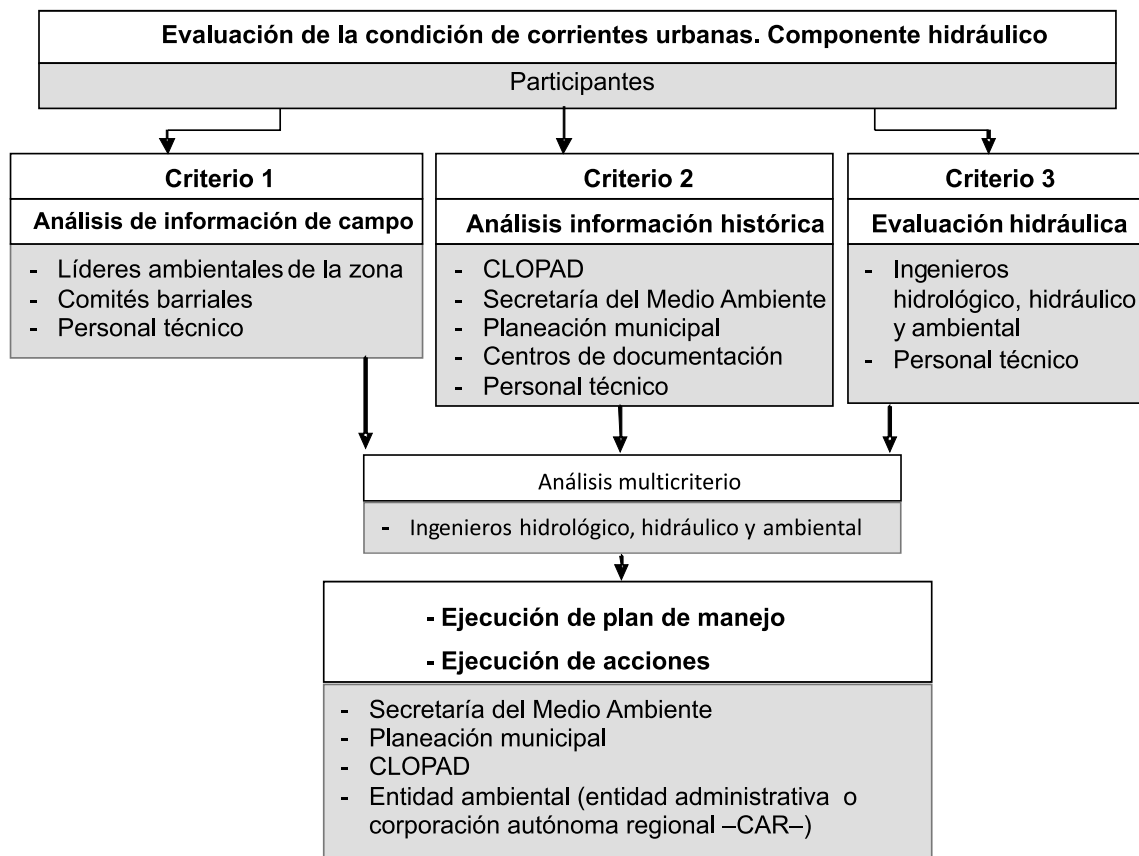 Evaluación de la condición de corrientes urbanas. Componente hidráulico
Participantes
Criterio 1
Análisis de información de campo
- Líderes ambientales de la zona
- Comités barriales
- Personal técnico
Criterio 2
Análisis información histórica
- CLOPAD
- Secretaría del Medio Ambiente
- Planeación municipal
- Centros de documentación
- Personal técnico
Criterio 3
Evaluación hidráulica
- Ingenieros
hidrológico, hidráulico
y ambiental
- Personal técnico
Análisis multicriterio
- Ingenieros hidrológico, hidráulico y ambiental
- Ejecución de plan de manejo
- Ejecución de acciones
- Secretaría del Medio Ambiente
- Planeación municipal
- CLOPAD
- Entidad ambiental (entidad administrativa o
corporación autónoma regional –CAR–)